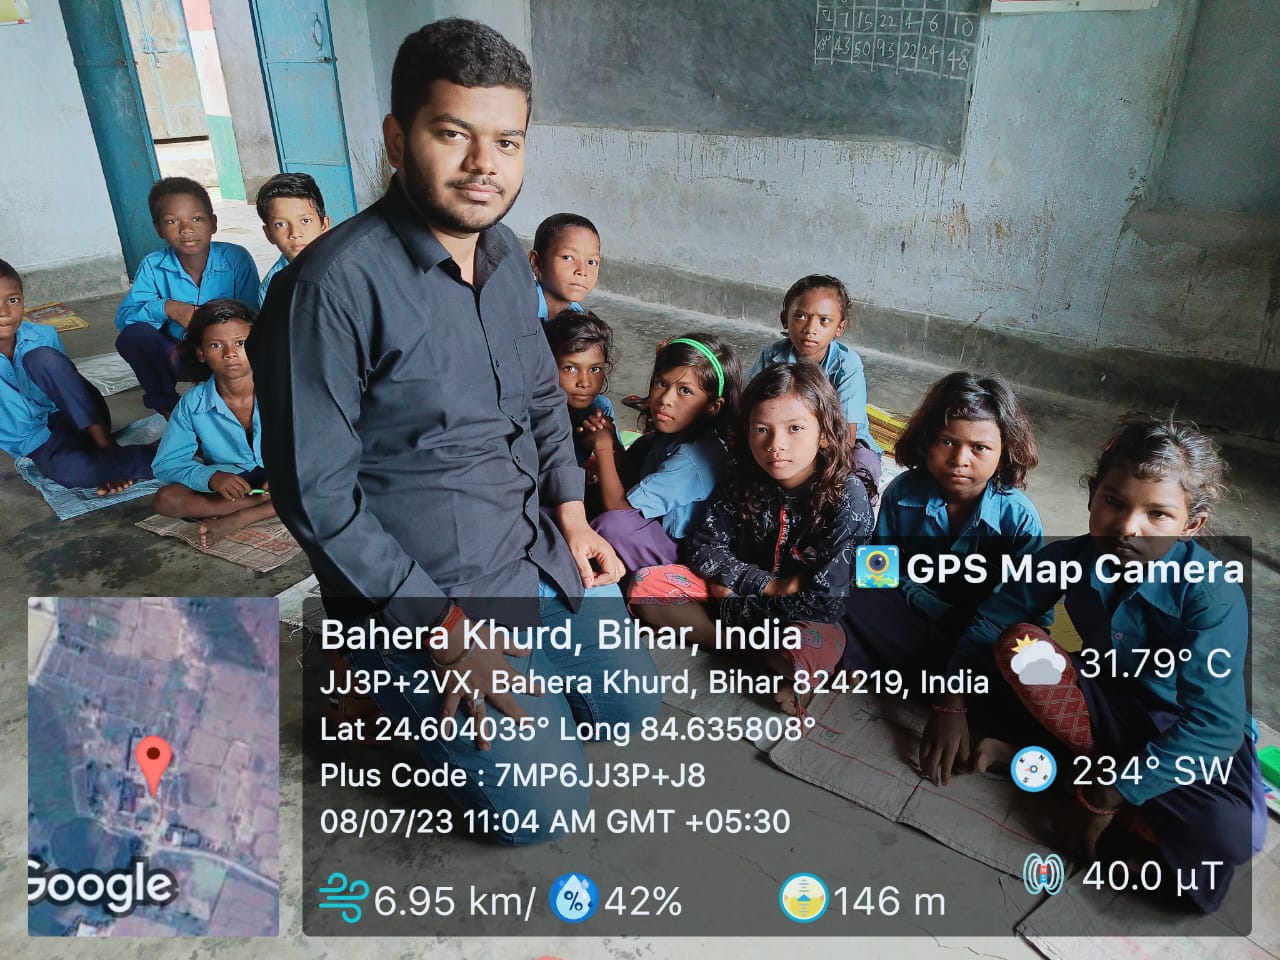 7 15 22 4 6 10
43 50 93 22 24 48
GPS Map Camera
Bahera Khurd, Bihar, India
JJ3P+2VX, Bahera Khurd, Bihar 824219, India
Lat 24.604035° Long 84.635808°
Plus Code : 7MP6JJ3P+J8
08/07/23 11:04 AM GMT +05:30
31.79° C
234° SW
40.0 µT
6.95 km/
42%
146 m
Google